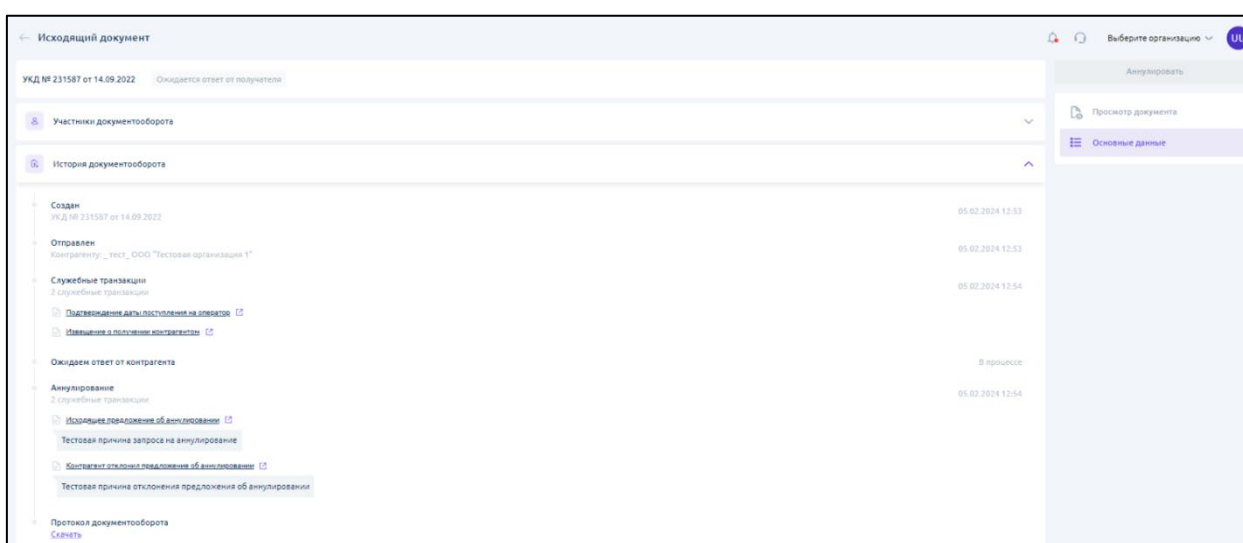 Исходящий документ
Выберите организацию
UL
УКД № 231587 от 14.09.2022 Ожидается ответ от получателя
Аннулировать
Участники документооборота
Просмотр документа
Основные данные
История документооборота
Создан
УКД № 231587 от 14.09.2022
05.02.2024 12:53
Отправлен
Контрагенту: _ тест_ ООО "Тестовая организация 1"
05.02.2024 12:53
Служебные транзакции
2 служебные транзакции
05.02.2024 12:54
Подтверждение даты поступления на оператор
Извещение о получении контрагентом
Ожидаем ответ от контрагента
В процессе
Аннулирование
2 служебные транзакции
05.02.2024 12:54
Исходящее предложение об аннулировании
Тестовая причина запроса на аннулирование
Контрагент отклонил предложение об аннулировании
Тестовая причина отклонения предложения об аннулировании
Протокол документооборота
Скачать